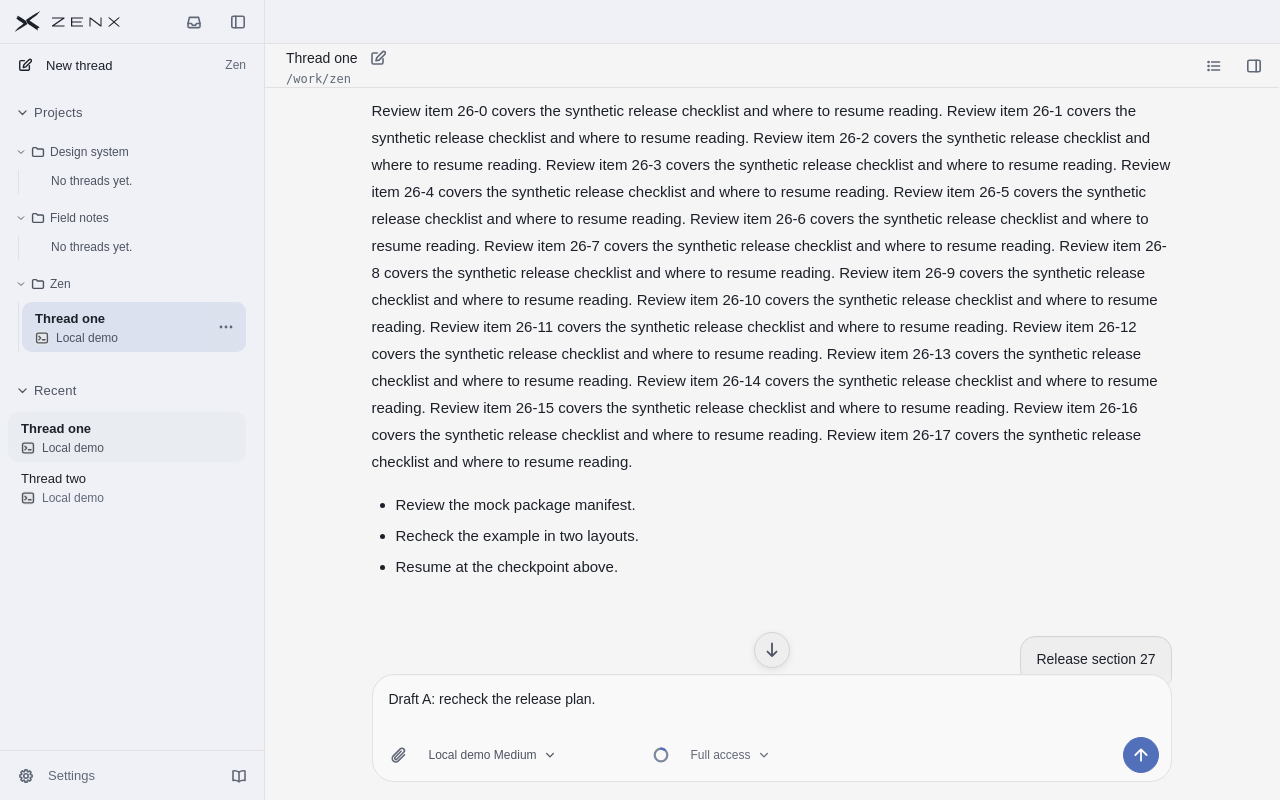 ZENX
New thread
Zen
Projects
Design system
No threads yet.
Field notes
No threads yet.
Zen
Thread one
Local demo
Recent
Thread one
Local demo
Thread two
Local demo
Settings
Thread one
/work/zen
Review item 26-0 covers the synthetic release checklist and where to resume reading. Review item 26-1 covers the
synthetic release checklist and where to resume reading. Review item 26-2 covers the synthetic release checklist and
where to resume reading. Review item 26-3 covers the synthetic release checklist and where to resume reading. Review
item 26-4 covers the synthetic release checklist and where to resume reading. Review item 26-5 covers the synthetic
release checklist and where to resume reading. Review item 26-6 covers the synthetic release checklist and where to
resume reading. Review item 26-7 covers the synthetic release checklist and where to resume reading. Review item 26-
8 covers the synthetic release checklist and where to resume reading. Review item 26-9 covers the synthetic release
checklist and where to resume reading. Review item 26-10 covers the synthetic release checklist and where to resume
reading. Review item 26-11 covers the synthetic release checklist and where to resume reading. Review item 26-12
covers the synthetic release checklist and where to resume reading. Review item 26-13 covers the synthetic release
checklist and where to resume reading. Review item 26-14 covers the synthetic release checklist and where to resume
reading. Review item 26-15 covers the synthetic release checklist and where to resume reading. Review item 26-16
covers the synthetic release checklist and where to resume reading. Review item 26-17 covers the synthetic release
checklist and where to resume reading.
• Review the mock package manifest.
• Recheck the example in two layouts.
• Resume at the checkpoint above.
Release section 27
Draft A: recheck the release plan.
Local demo Medium
Full access